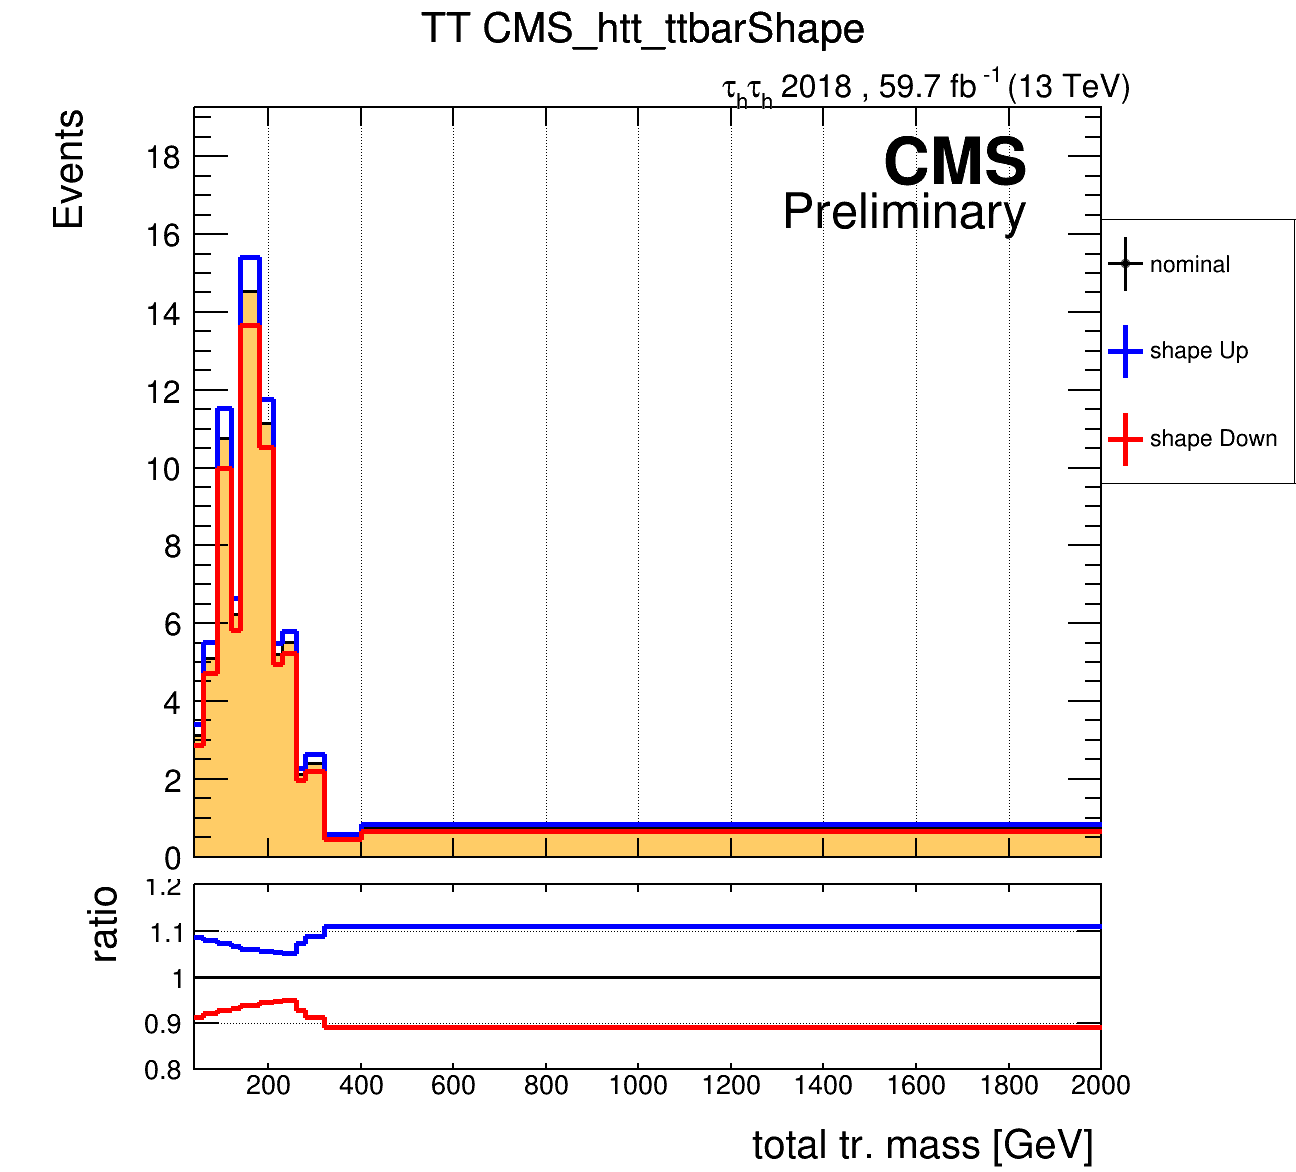 TT CMS_htt_ttbarShape
τhτh 2018 , 59.7 fb-1 (13 TeV)
Events
CMS
Preliminary
18
16
14
12
10
8
6
4
2
0
nominal
shape Up
shape Down
ratio
1.2
1.1
1
0.9
0.8
200 400 600 800 1000 1200 1400 1600 1800 2000
total tr. mass [GeV]